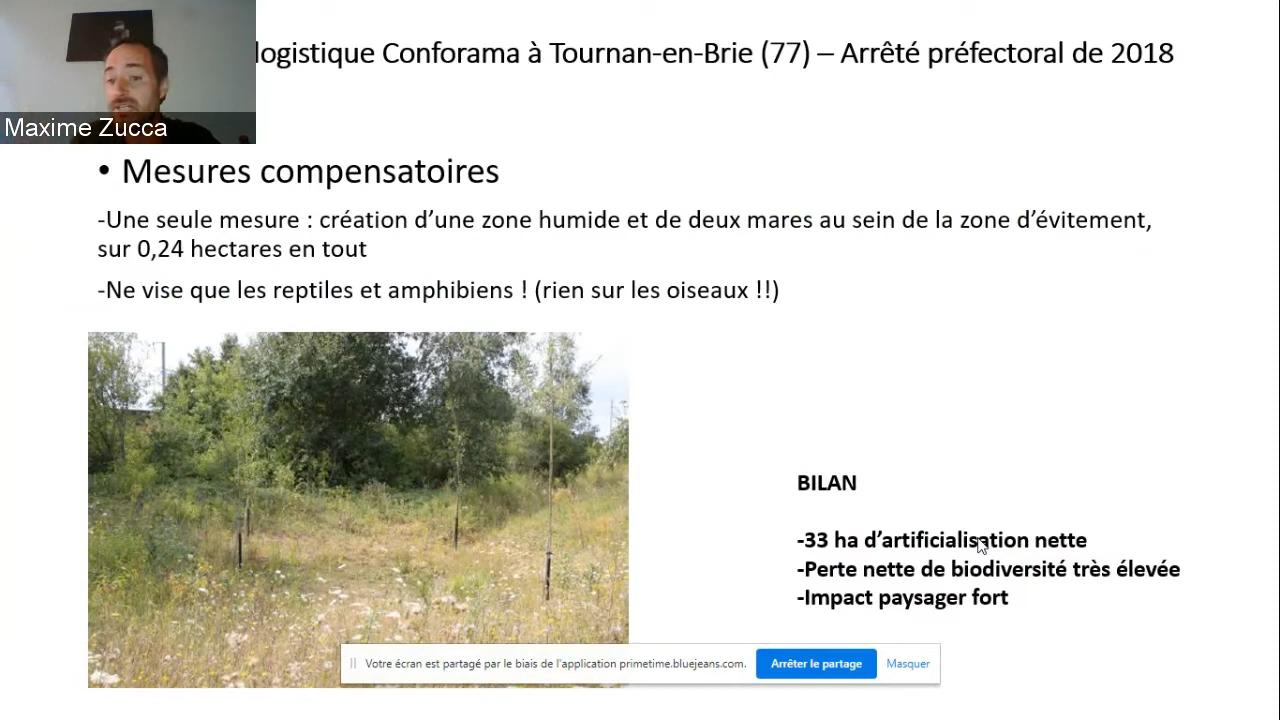 logistique Conforama à Tournan-en-Brie (77) – Arrêté préfectoral de 2018
Maxime Zucca
• Mesures compensatoires
-Une seule mesure : création d’une zone humide et de deux mares au sein de la zone d’évitement,
sur 0,24 hectares en tout
-Ne vise que les reptiles et amphibiens ! (rien sur les oiseaux !!)
BILAN
-33 ha d’artificialisation nette
-Perte nette de biodiversité très élevée
-Impact paysager fort
Votre écran est partagé par le biais de l'application primetime.bluejeans.com.
Arrêter le partage
Masquer